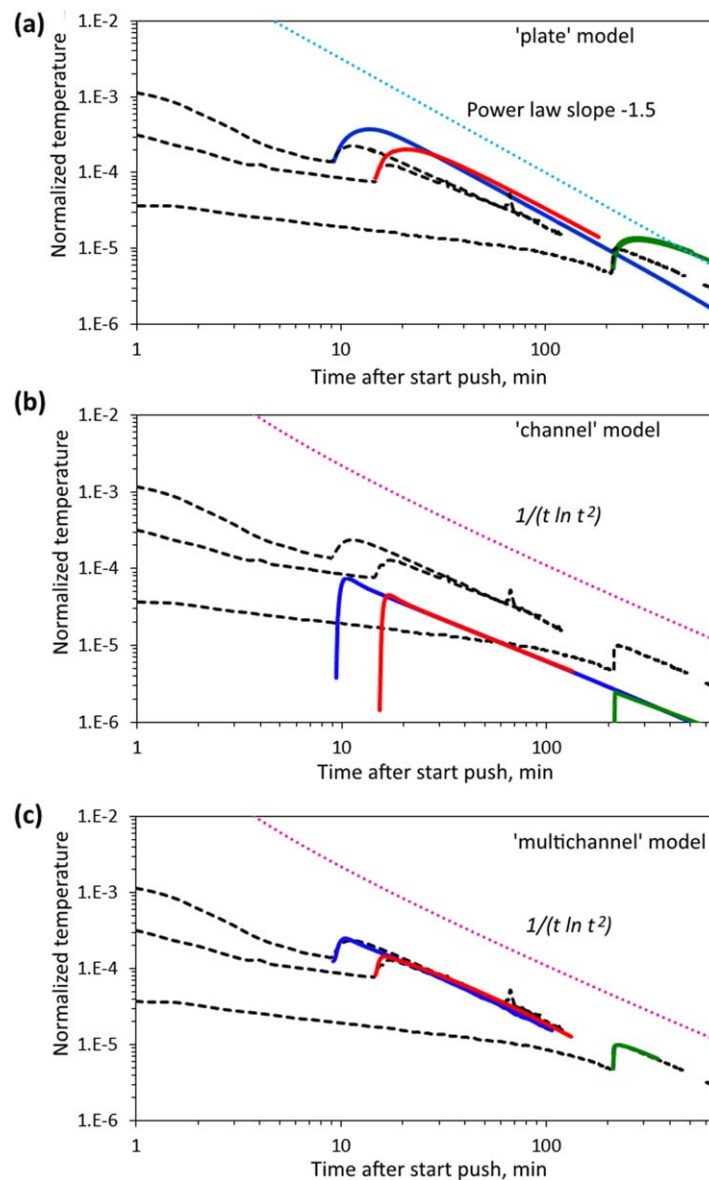 (a)
1.E-2
'plate' model
1.E-3
Power law slope -1.5
1.E-4
1.E-5
1.E-6
Normalized temperature
1
10
100
Time after start push, min
(b)
1.E-2
'channel' model
1.E-3
1/(t ln t²)
1.E-4
1.E-5
1.E-6
Normalized temperature
1
10
100
Time after start push, min
(c)
1.E-2
'multichannel' model
1.E-3
1/(t ln t²)
1.E-4
1.E-5
1.E-6
Normalized temperature
1
10
100
Time after start push, min